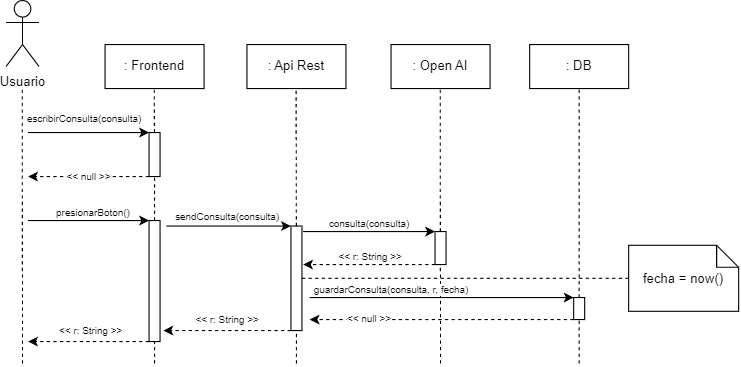 Usuario
: Frontend
: Api Rest
: Open AI
: DB
escribirConsulta(consulta)
<< null >>
presionarBoton()
sendConsulta(consulta)
consulta(consulta)
<< r: String >>
fecha = now()
guardarConsulta(consulta, r, fecha)
<< r: String >>
<< null >>
<< r: String >>